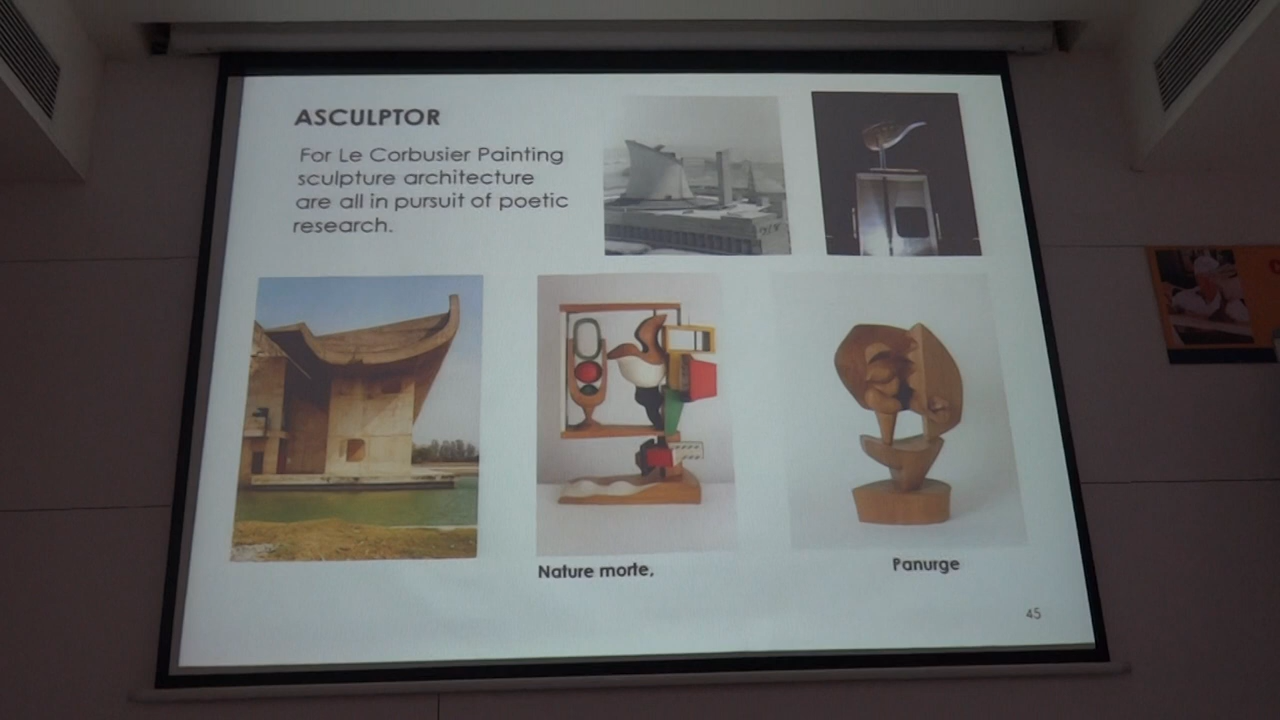 ASCULPTOR
For Le Corbusier Painting
sculpture architecture
are all in pursuit of poetic
research.
Nature morte,
Panurge
45